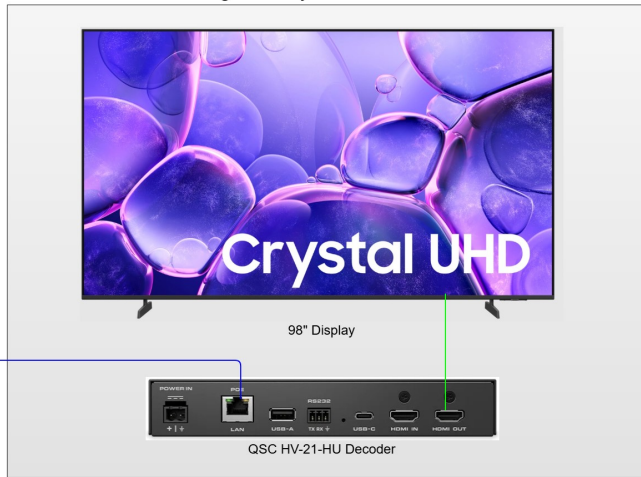 Crystal UHD
98" Display
POWER IN
POE
RS232
LAN
USB-A
TX RX
USB-C
HDMI IN
HDMI OUT
QSC HV-21-HU Decoder